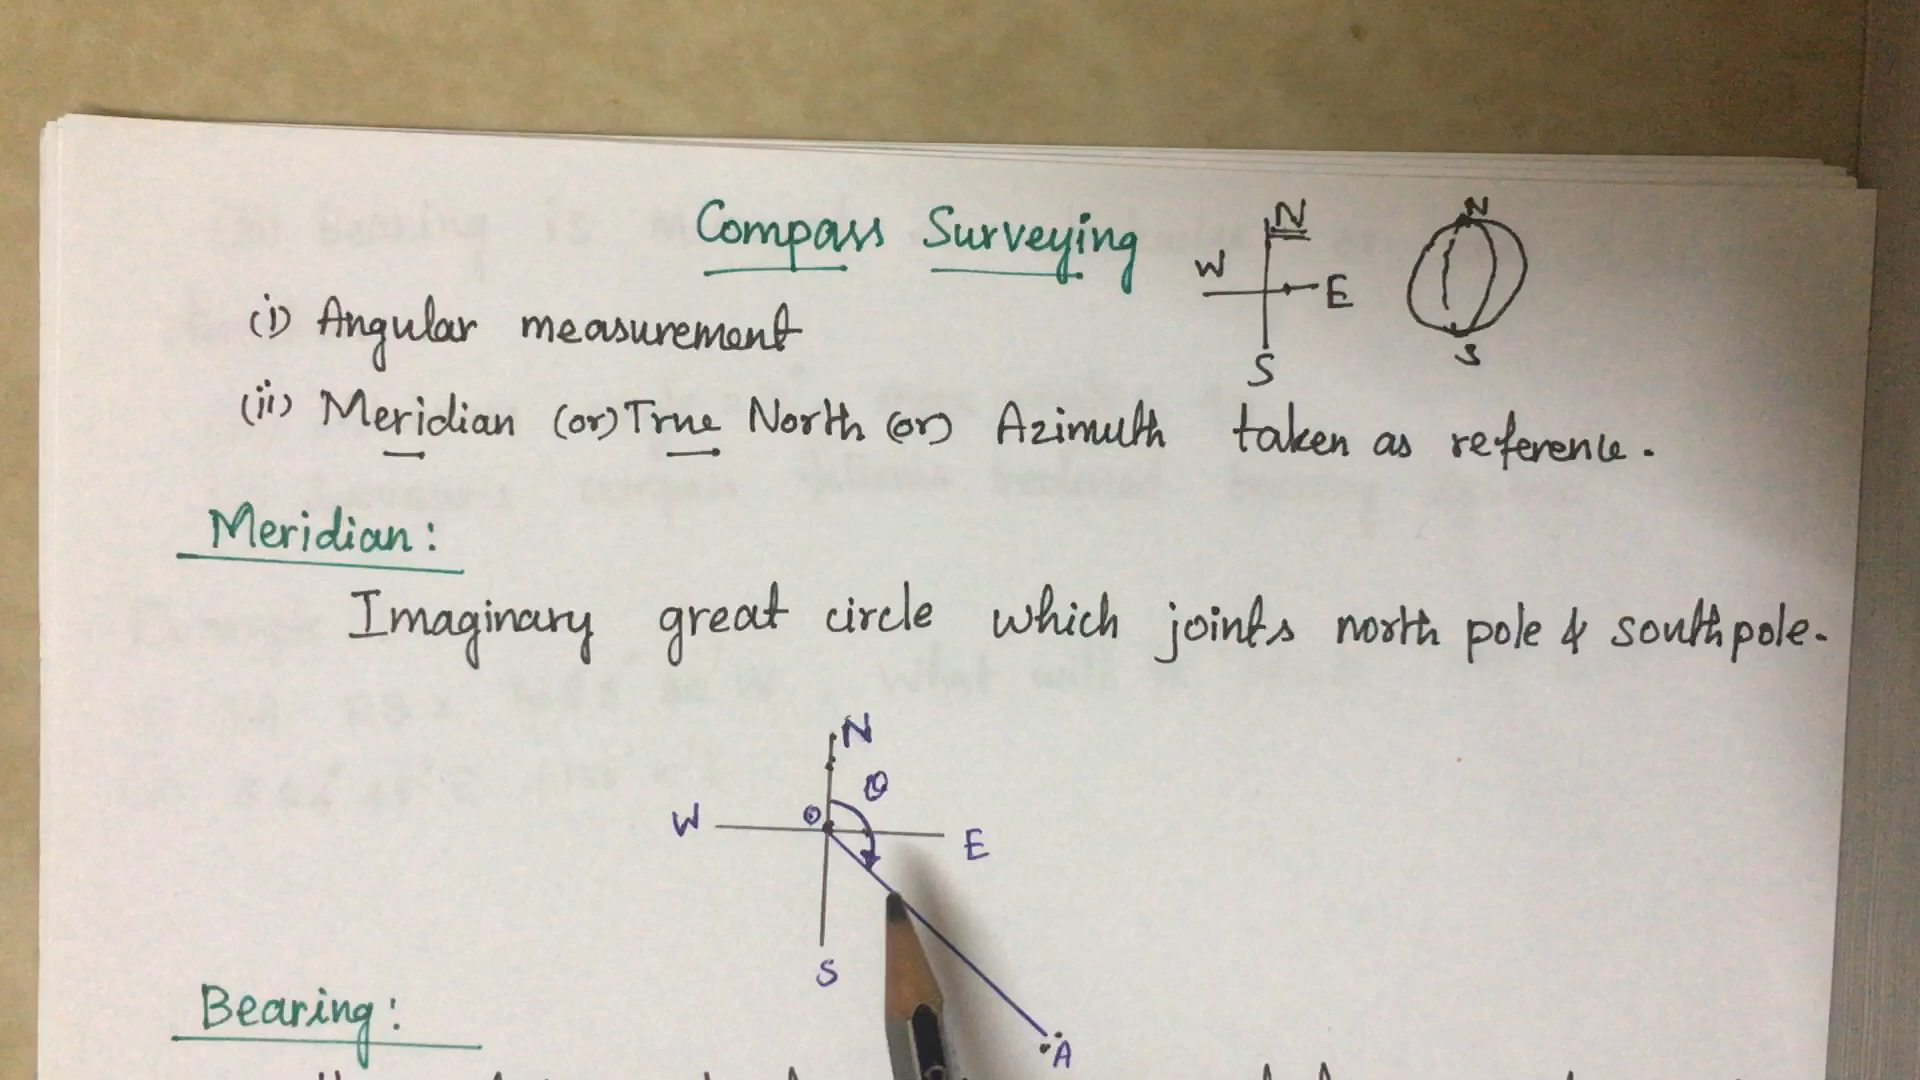 Compass Surveying
N
W E
S
N
S
(i) Angular measurement
(ii) Meridian (or) True North (or) Azimuth taken as reference.
Meridian:
Imaginary great circle which joints north pole & southpole.
N
θ
W O E
S
A
Bearing: